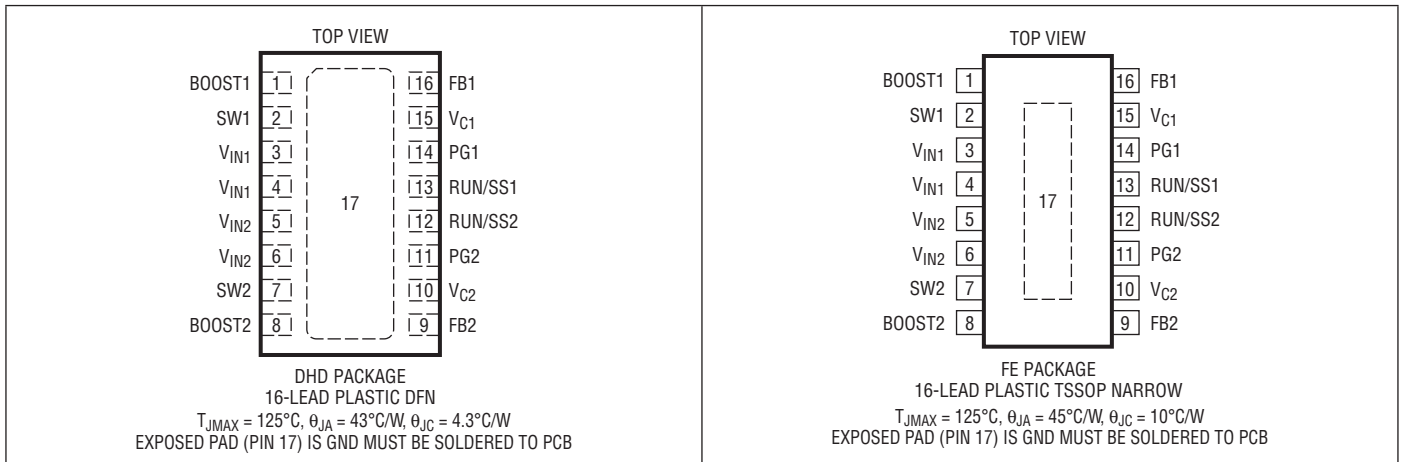 TOP VIEW
BOOST1 1 16 FB1
SW1 2 15 VC1
VIN1 3 14 PG1
VIN1 4 13 RUN/SS1
17
VIN2 5 12 RUN/SS2
VIN2 6 11 PG2
SW2 7 10 VC2
BOOST2 8 9 FB2
DHD PACKAGE
16-LEAD PLASTIC DFN
TJMAX = 125°C, θJA = 43°C/W, θJC = 4.3°C/W
EXPOSED PAD (PIN 17) IS GND MUST BE SOLDERED TO PCB
TOP VIEW
BOOST1 1 16 FB1
SW1 2 15 VC1
VIN1 3 14 PG1
VIN1 4 13 RUN/SS1
17
VIN2 5 12 RUN/SS2
VIN2 6 11 PG2
SW2 7 10 VC2
BOOST2 8 9 FB2
FE PACKAGE
16-LEAD PLASTIC TSSOP NARROW
TJMAX = 125°C, θJA = 45°C/W, θJC = 10°C/W
EXPOSED PAD (PIN 17) IS GND MUST BE SOLDERED TO PCB